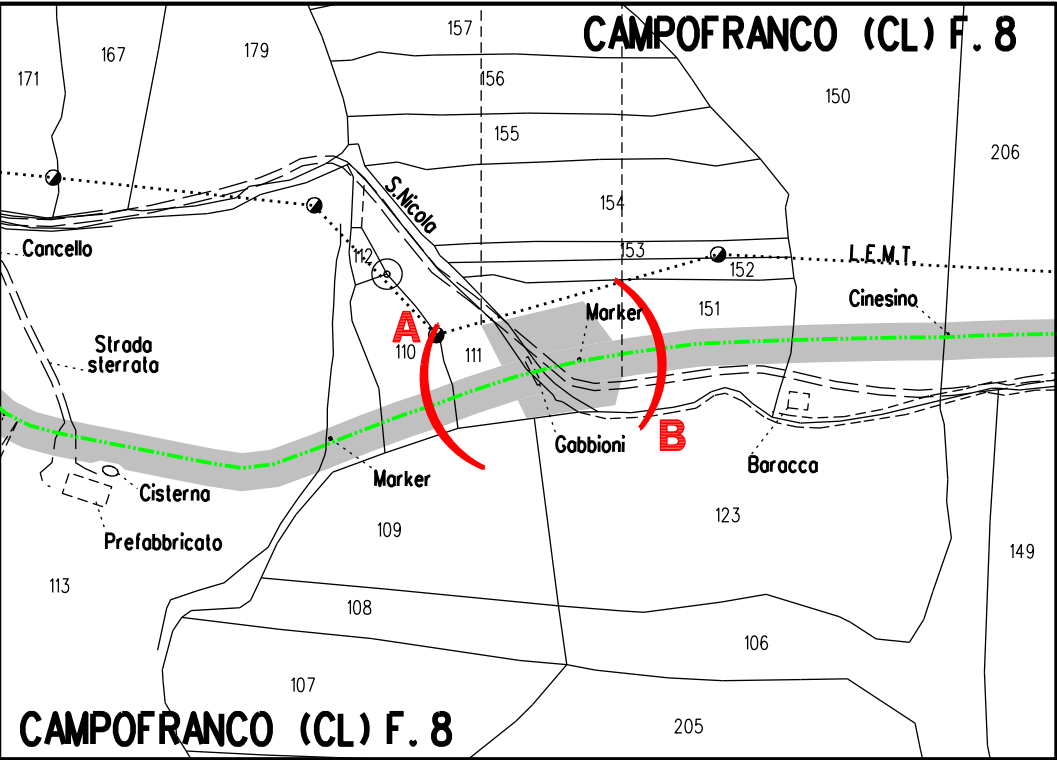 157
CAMPOFRANCO (CL) F. 8
167
179
171
156
150
155
206
S.Nicola
154
Cancello
153
112
L.E.M.T.
152
Cinesino
Marker
151
A
Strada
sterrata
110
111
B
Gabbioni
Baracca
Marker
Cisterna
109
123
Prefabbricato
149
113
108
106
107
205
CAMPOFRANCO (CL) F. 8